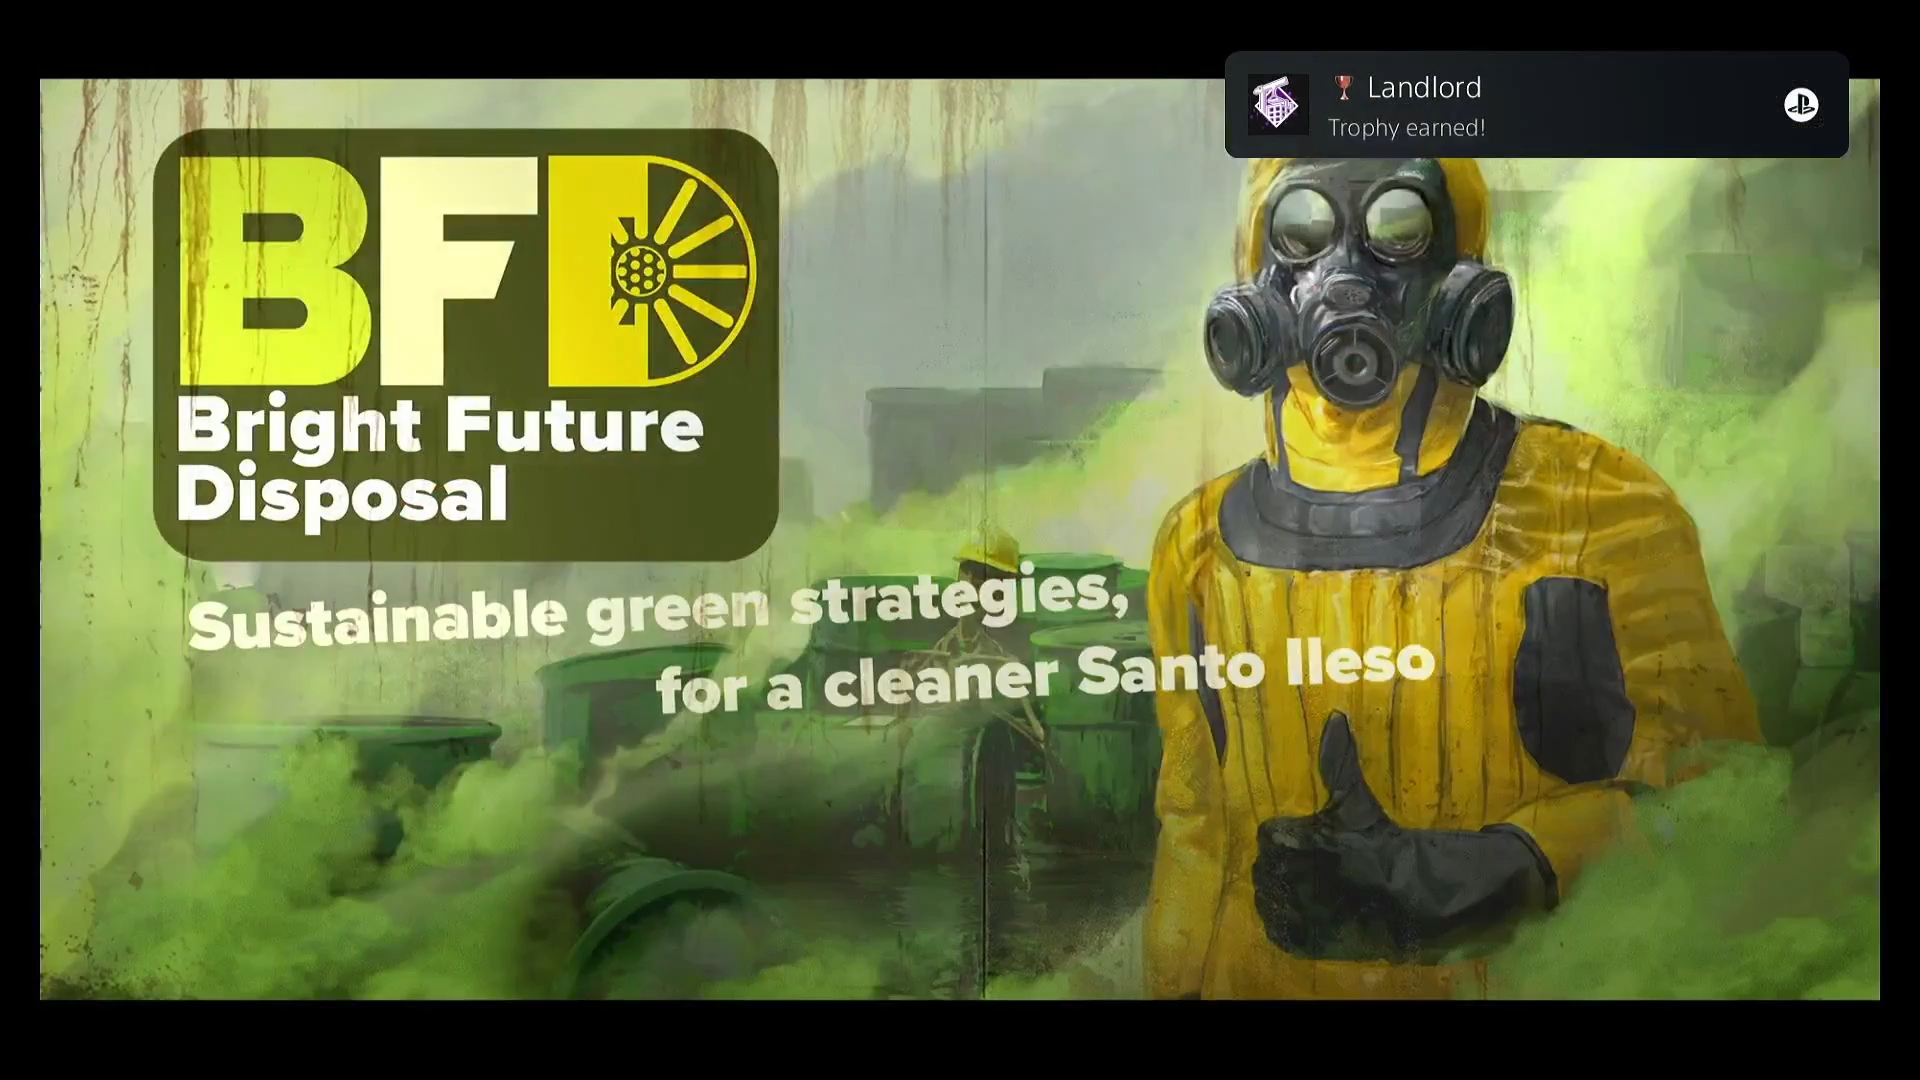 Landlord
Trophy earned!
BFD
Bright Future
Disposal
Sustainable green strategies,
for a cleaner Santo Ileso